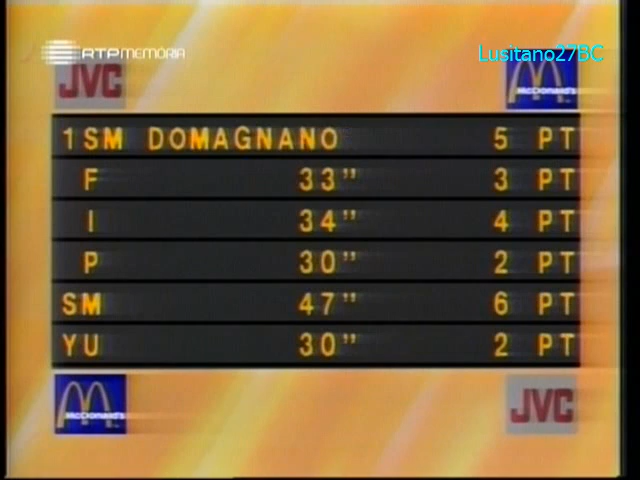 RTP MEMÓRIA
Lusitano27BC
JVC
McDonald's
1SM DOMAGNANO 5 PT
F 33" 3 PT
I 34" 4 PT
P 30" 2 PT
SM 47" 6 PT
YU 30" 2 PT
McDonald's
JVC